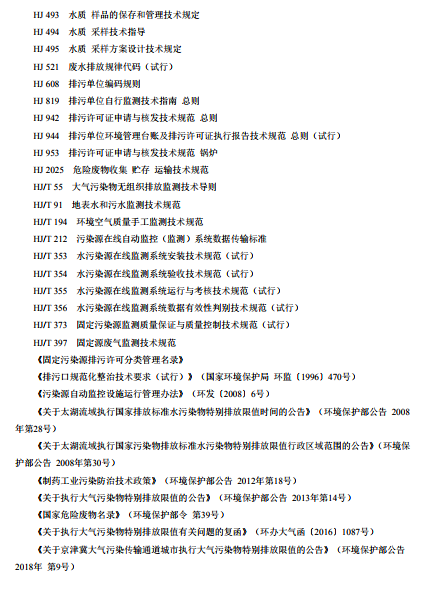 HJ 493 水质 样品的保存和管理技术规定
HJ 494 水质 采样技术指导
HJ 495 水质 采样方案设计技术规定
HJ 521 废水排放规律代码（试行）
HJ 608 排污单位编码规则
HJ 819 排污单位自行监测技术指南 总则
HJ 942 排污许可证申请与核发技术规范 总则
HJ 944 排污单位环境管理台账及排污许可证执行报告技术规范 总则（试行）
HJ 953 排污许可证申请与核发技术规范 锅炉
HJ 2025 危险废物收集 贮存 运输技术规范
HJ/T 55 大气污染物无组织排放监测技术导则
HJ/T 91 地表水和污水监测技术规范
HJ/T 194 环境空气质量手工监测技术规范
HJ/T 212 污染源在线自动监控（监测）系统数据传输标准
HJ/T 353 水污染源在线监测系统安装技术规范（试行）
HJ/T 354 水污染源在线监测系统验收技术规范（试行）
HJ/T 355 水污染源在线监测系统运行与考核技术规范（试行）
HJ/T 356 水污染源在线监测系统数据有效性判别技术规范（试行）
HJ/T 373 固定污染源监测质量保证与质量控制技术规范（试行）
HJ/T 397 固定源废气监测技术规范
《固定污染源排污许可分类管理名录》
《排污口规范化整治技术要求（试行）》（国家环境保护局 环监〔1996〕470号）
《污染源自动监控设施运行管理办法》（环发〔2008〕6号）
《关于太湖流域执行国家排放标准水污染物特别排放限值时间的公告》（环境保护部公告 2008
年第28号）
《关于太湖流域执行国家污染物排放标准水污染物特别排放限值行政区域范围的公告》（环境保
护部公告 2008年第30号）
《制药工业污染防治技术政策》（环境保护部公告 2012年第18号）
《关于执行大气污染物特别排放限值的公告》（环境保护部公告 2013年第14号）
《国家危险废物名录》（环境保护部令 第39号）
《关于执行大气污染物特别排放限值有关问题的复函》（环办大气函〔2016〕1087号）
《关于京津冀大气污染传输通道城市执行大气污染物特别排放限值的公告》（环境保护部公告
2018年 第9号）